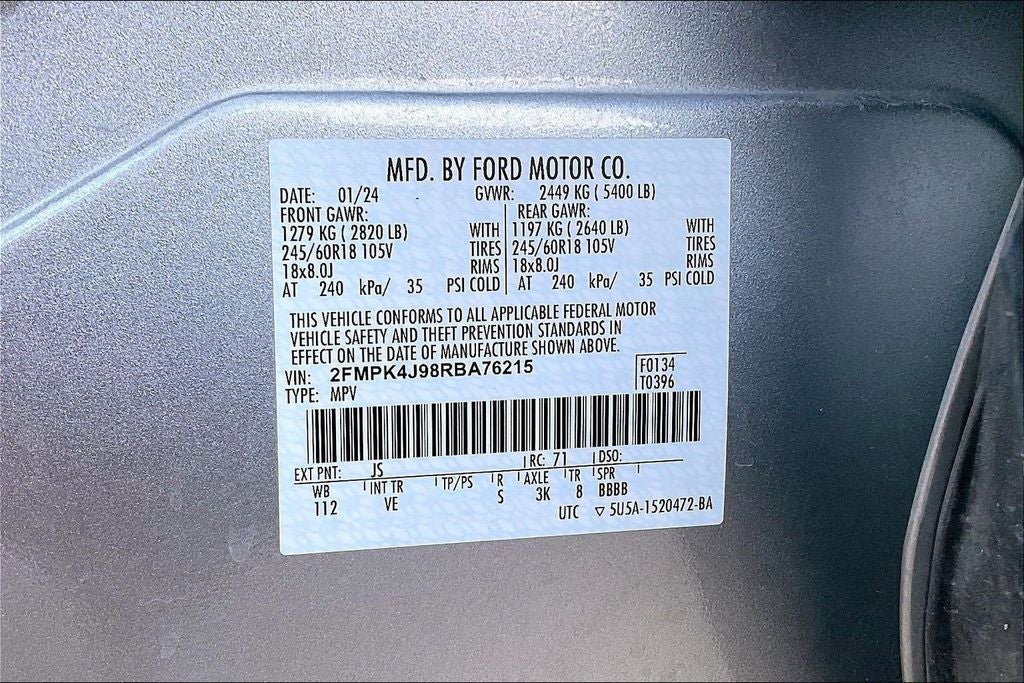 MFD. BY FORD MOTOR CO.
DATE: 01/24 GVWR: 2449 KG ( 5400 LB)
FRONT GAWR: REAR GAWR:
1279 KG ( 2820 LB) WITH 1197 KG ( 2640 LB) WITH
245/60R18 105V TIRES 245/60R18 105V TIRES
18x8.0J RIMS 18x8.0J RIMS
AT 240 kPa/ 35 PSI COLD AT 240 kPa/ 35 PSI COLD
THIS VEHICLE CONFORMS TO ALL APPLICABLE FEDERAL MOTOR
VEHICLE SAFETY AND THEFT PREVENTION STANDARDS IN
EFFECT ON THE DATE OF MANUFACTURE SHOWN ABOVE.
VIN: 2FMPK4J98RBA76215 F0134
TYPE: MPV T0396
EXT PNT: JS RC: 71 DSO:
WB INT TR TP/PS R AXLE TR SPR
112 VE S 3K 8 BBBB
UTC ▽ 5U5A-1520472-BA